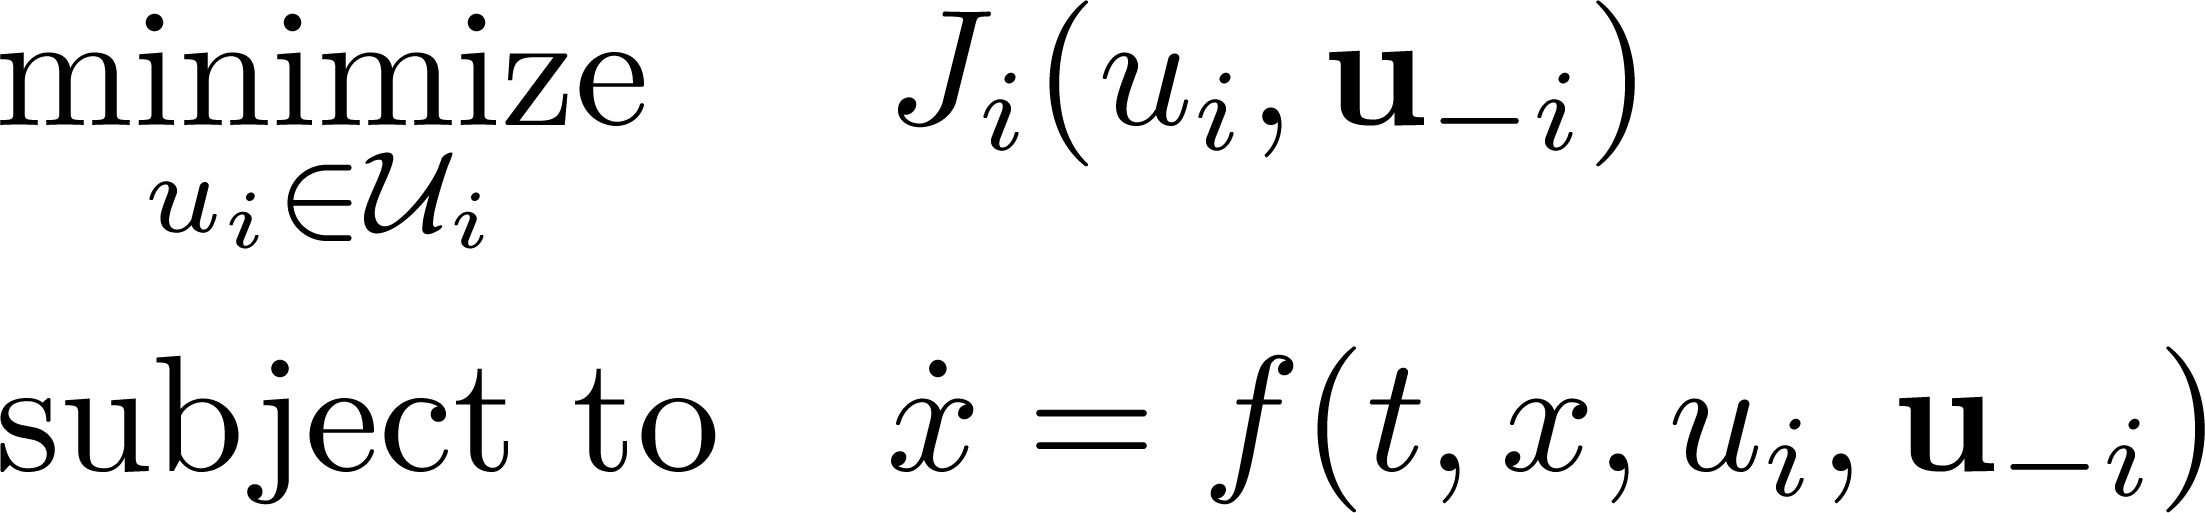 minimize J_i(u_i, 𝐮_{−i})
u_i∈𝒰_i
subject to ẋ = f(t, x, u_i, 𝐮_{−i})